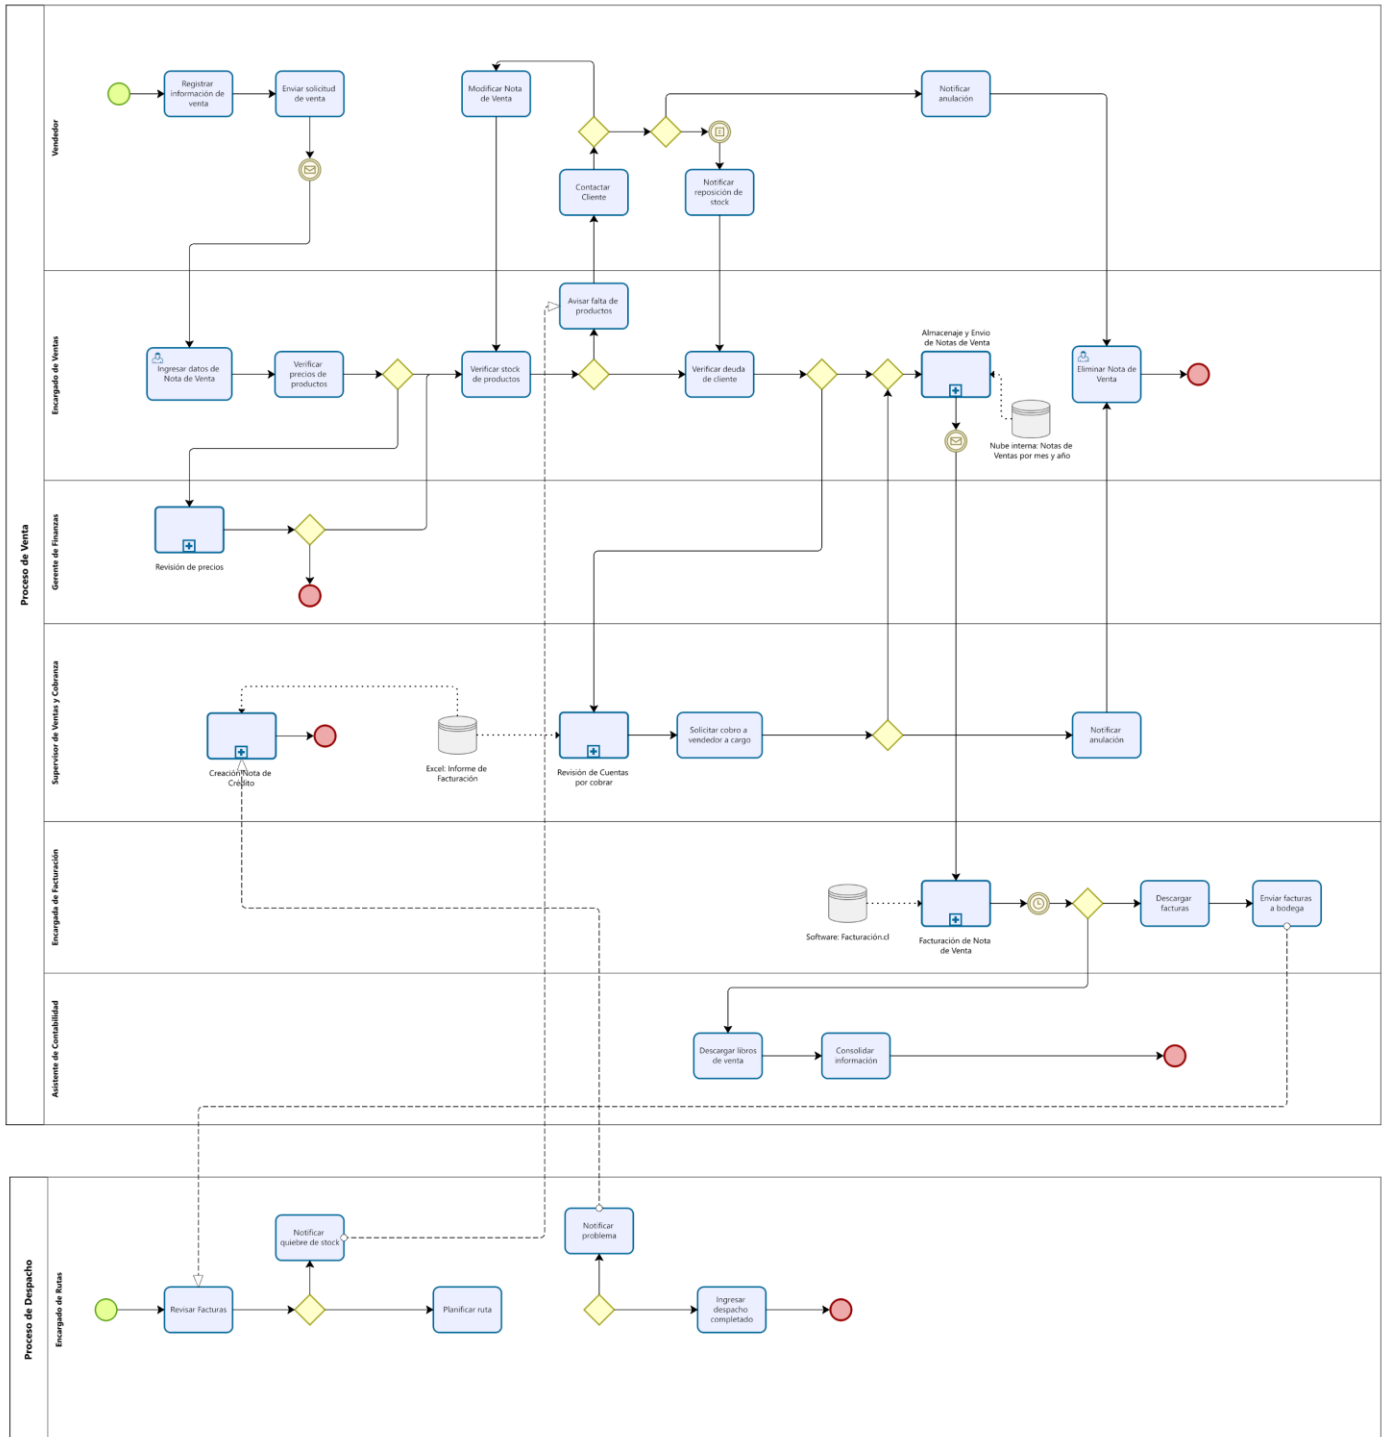 Proceso de Venta
Vendedor
Registrar
información de
venta
Enviar solicitud
de venta
Modificar Nota
de Venta
Notificar
anulación
Contactar
Cliente
Notificar
reposición de
stock
Encargado de Ventas
Avisar falta de
productos
Ingresar datos de
Nota de Venta
Verificar
precios de
productos
Verificar stock
de productos
Verificar deuda
de cliente
Almacenaje y Envio
de Notas de Venta
Nube interna: Notas de
Ventas por mes y año
Eliminar Nota de
Venta
Gerente de Finanzas
Revisión de precios
Supervisor de Ventas y Cobranza
Creación Nota de
Crédito
Excel: Informe de
Facturación
Revisión de Cuentas
por cobrar
Solicitar cobro a
vendedor a cargo
Notificar
anulación
Encargada de Facturación
Software: Facturación.cl
Facturación de Nota
de Venta
Descargar
facturas
Enviar facturas
a bodega
Asistente de Contabilidad
Descargar libros
de venta
Consolidar
información
Proceso de Despacho
Encargado de Rutas
Notificar
quiebre de stock
Notificar
problema
Revisar Facturas
Planificar ruta
Ingresar
despacho
completado